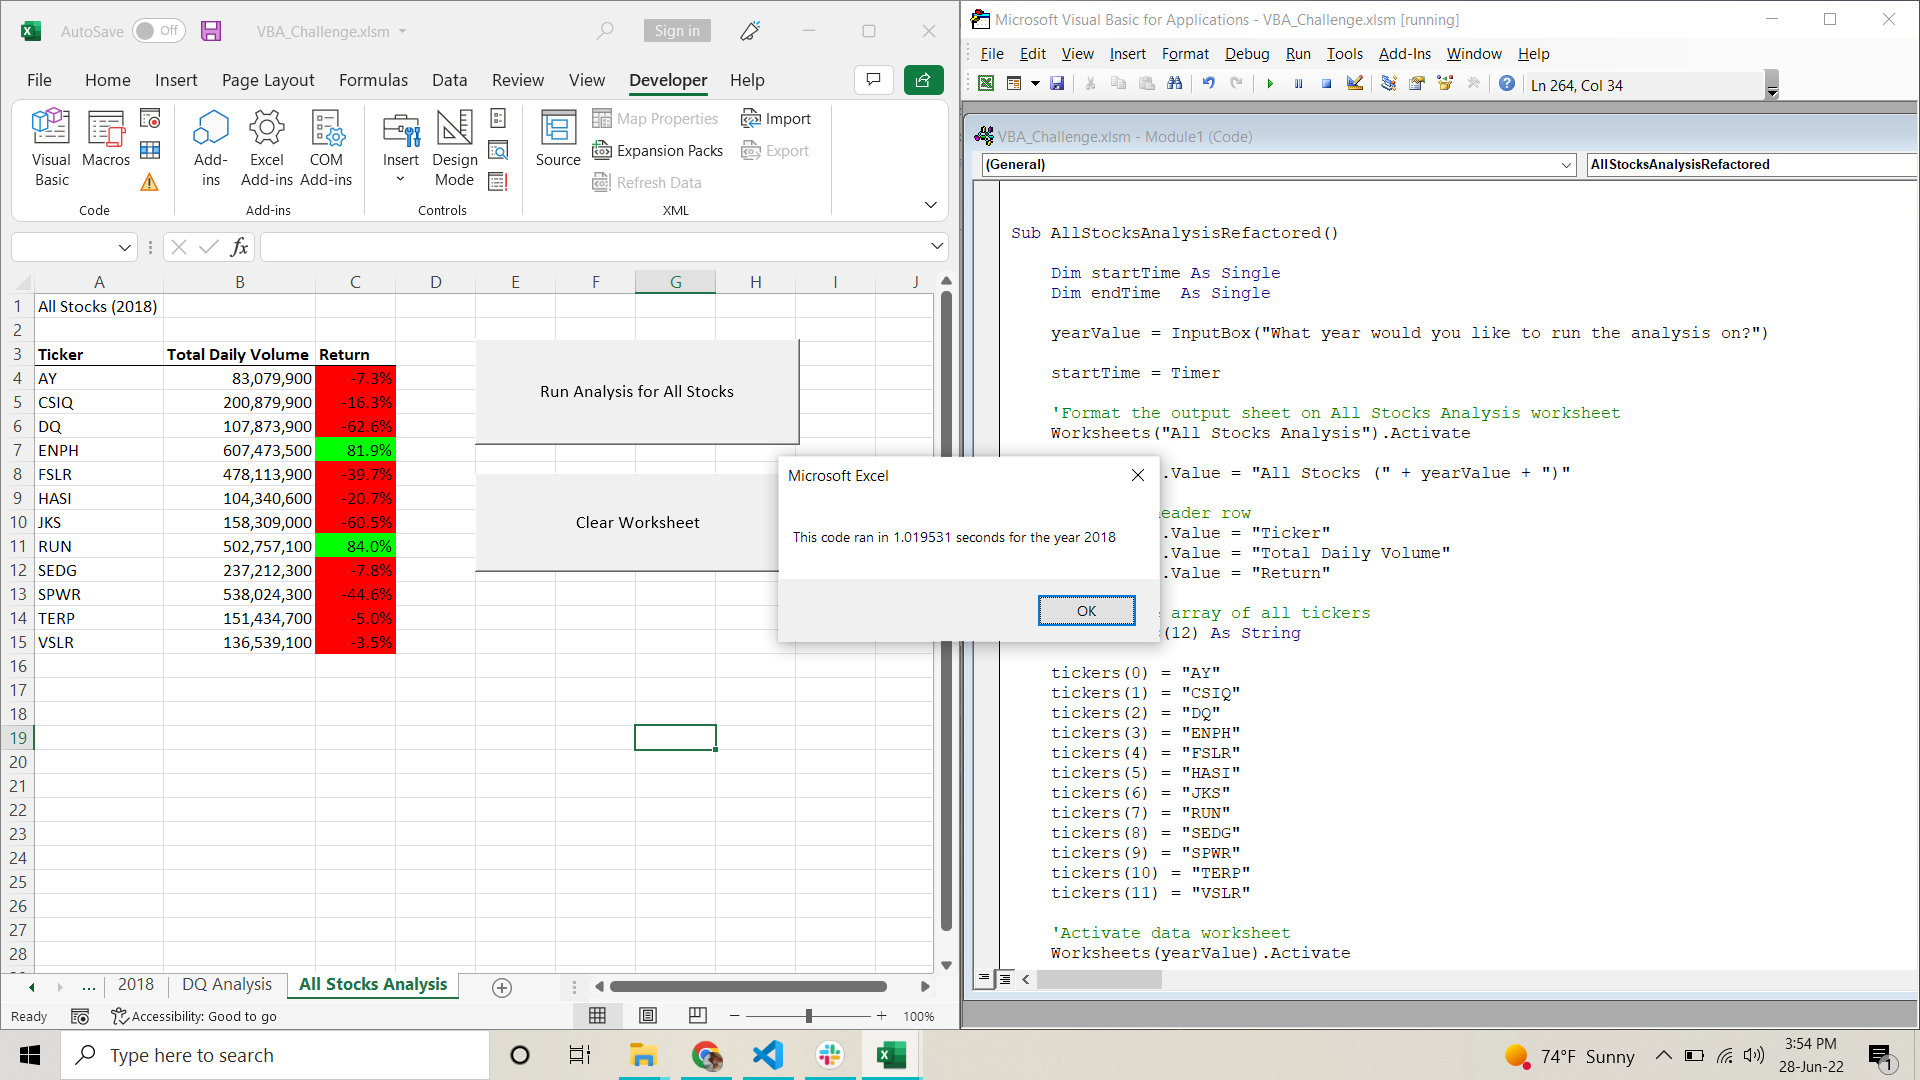 AutoSave Off VBA_Challenge.xlsm Sign in
File Home Insert Page Layout Formulas Data Review View Developer Help
Visual Basic
Macros
Add-ins
Excel Add-ins
COM Add-ins
Insert
Design Mode
Source
Map Properties
Expansion Packs
Refresh Data
Import
Export
Code Add-ins Controls XML
fx
A B C D E F G H I J
1 All Stocks (2018)
2
3 Ticker Total Daily Volume Return
4 AY 83,079,900 -7.3%
5 CSIQ 200,879,900 -16.3%
6 DQ 107,873,900 -62.6%
7 ENPH 607,473,500 81.9%
8 FSLR 478,113,900 -39.7%
9 HASI 104,340,600 -20.7%
10 JKS 158,309,000 -60.5%
11 RUN 502,757,100 84.0%
12 SEDG 237,212,300 -7.8%
13 SPWR 538,024,300 -44.6%
14 TERP 151,434,700 -5.0%
15 VSLR 136,539,100 -3.5%
16
17
18
19
20
21
22
23
24
25
26
27
28
Run Analysis for All Stocks
Clear Worksheet
Microsoft Excel
This code ran in 1.019531 seconds for the year 2018
OK
... 2018 DQ Analysis All Stocks Analysis
Ready Accessibility: Good to go 100%
Microsoft Visual Basic for Applications - VBA_Challenge.xlsm [running]
File Edit View Insert Format Debug Run Tools Add-Ins Window Help
Ln 264, Col 34
VBA_Challenge.xlsm - Module1 (Code)
(General) AllStocksAnalysisRefactored
Sub AllStocksAnalysisRefactored()
Dim startTime As Single
Dim endTime  As Single
yearValue = InputBox("What year would you like to run the analysis on?")
startTime = Timer
'Format the output sheet on All Stocks Analysis worksheet
Worksheets("All Stocks Analysis").Activate
.Value = "All Stocks (" + yearValue + ")"
eader row
.Value = "Ticker"
.Value = "Total Daily Volume"
.Value = "Return"
array of all tickers
(12) As String
tickers(0) = "AY"
tickers(1) = "CSIQ"
tickers(2) = "DQ"
tickers(3) = "ENPH"
tickers(4) = "FSLR"
tickers(5) = "HASI"
tickers(6) = "JKS"
tickers(7) = "RUN"
tickers(8) = "SEDG"
tickers(9) = "SPWR"
tickers(10) = "TERP"
tickers(11) = "VSLR"
'Activate data worksheet
Worksheets(yearValue).Activate
Type here to search
74°F Sunny
3:54 PM
28-Jun-22
1